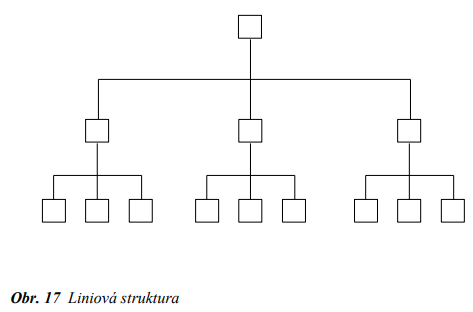 Obr. 17 Liniová struktura